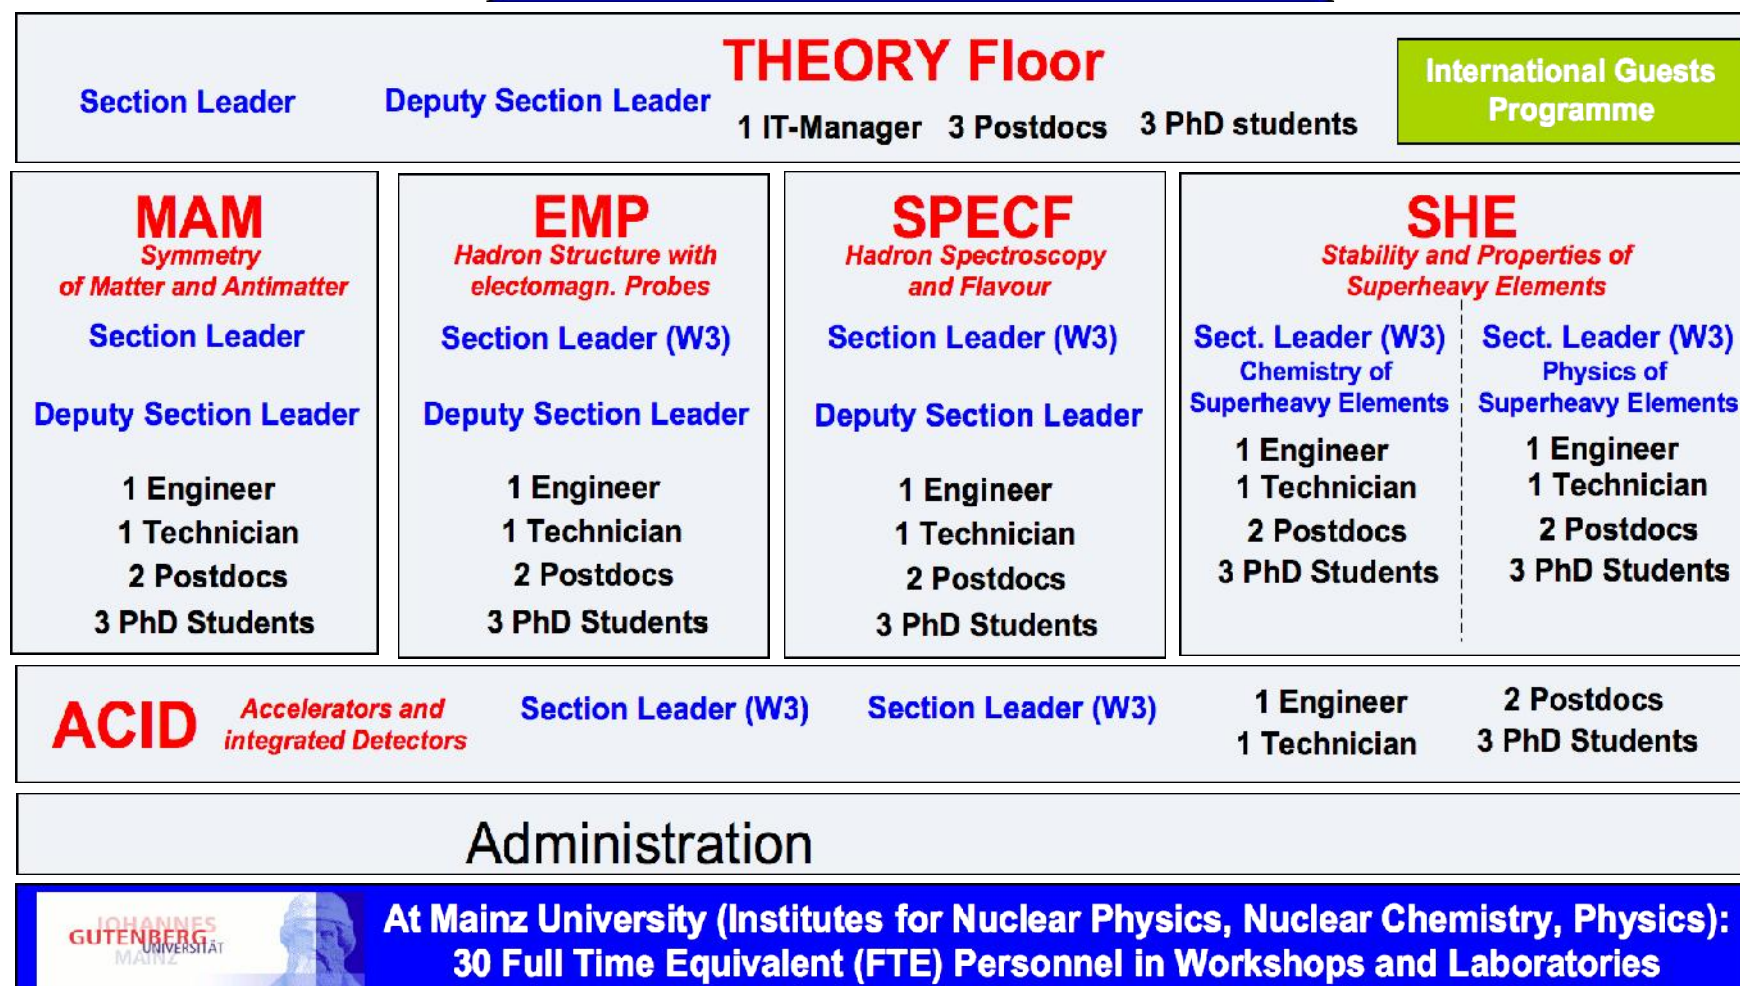 THEORY Floor
Section Leader
Deputy Section Leader
1 IT-Manager 3 Postdocs 3 PhD students
International Guests
Programme
MAM
Symmetry
of Matter and Antimatter
Section Leader
Deputy Section Leader
1 Engineer
1 Technician
2 Postdocs
3 PhD Students
EMP
Hadron Structure with
electomagn. Probes
Section Leader (W3)
Deputy Section Leader
1 Engineer
1 Technician
2 Postdocs
3 PhD Students
SPECF
Hadron Spectroscopy
and Flavour
Section Leader (W3)
Deputy Section Leader
1 Engineer
1 Technician
2 Postdocs
3 PhD Students
SHE
Stability and Properties of
Superheavy Elements
Sect. Leader (W3)
Chemistry of
Superheavy Elements
1 Engineer
1 Technician
2 Postdocs
3 PhD Students
Sect. Leader (W3)
Physics of
Superheavy Elements
1 Engineer
1 Technician
2 Postdocs
3 PhD Students
ACID
Accelerators and
integrated Detectors
Section Leader (W3)
Section Leader (W3)
1 Engineer
1 Technician
2 Postdocs
3 PhD Students
Administration
JOHANNES
GUTENBERG
UNIVERSITÄT
MAINZ
At Mainz University (Institutes for Nuclear Physics, Nuclear Chemistry, Physics):
30 Full Time Equivalent (FTE) Personnel in Workshops and Laboratories